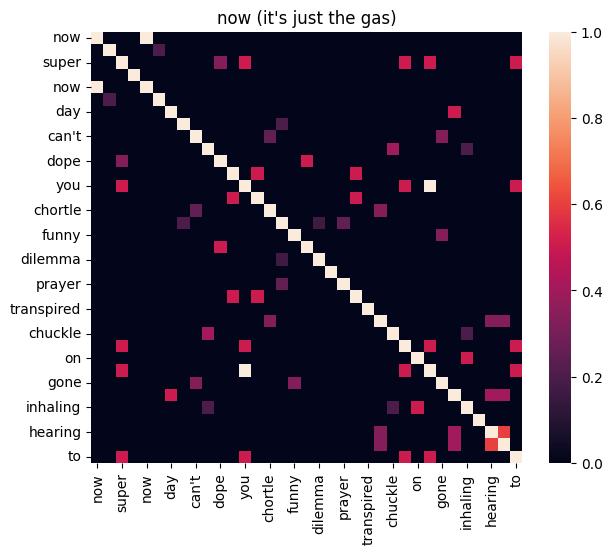 now (it's just the gas)
now
super
now
day
can't
dope
you
chortle
funny
dilemma
prayer
transpired
chuckle
on
gone
inhaling
hearing
to
now
super
now
day
can't
dope
you
chortle
funny
dilemma
prayer
transpired
chuckle
on
gone
inhaling
hearing
to
1.0
0.8
0.6
0.4
0.2
0.0